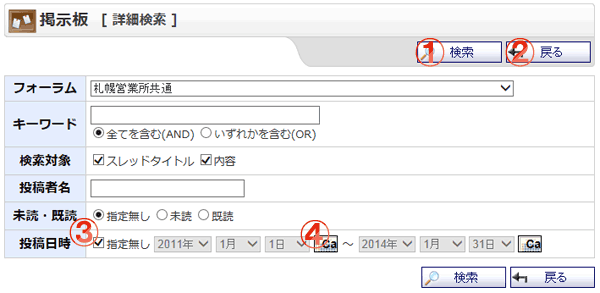 掲示板 [ 詳細検索 ]
① 検索 ② 戻る
フォーラム 札幌営業所共通
キーワード
全てを含む(AND) いずれかを含む(OR)
検索対象 スレッドタイトル 内容
投稿者名
未読・既読 指定無し 未読 既読
③ ④
投稿日時 指定無し 2011年 1月 1日 Ca ～ 2014年 1月 31日 Ca
検索 戻る